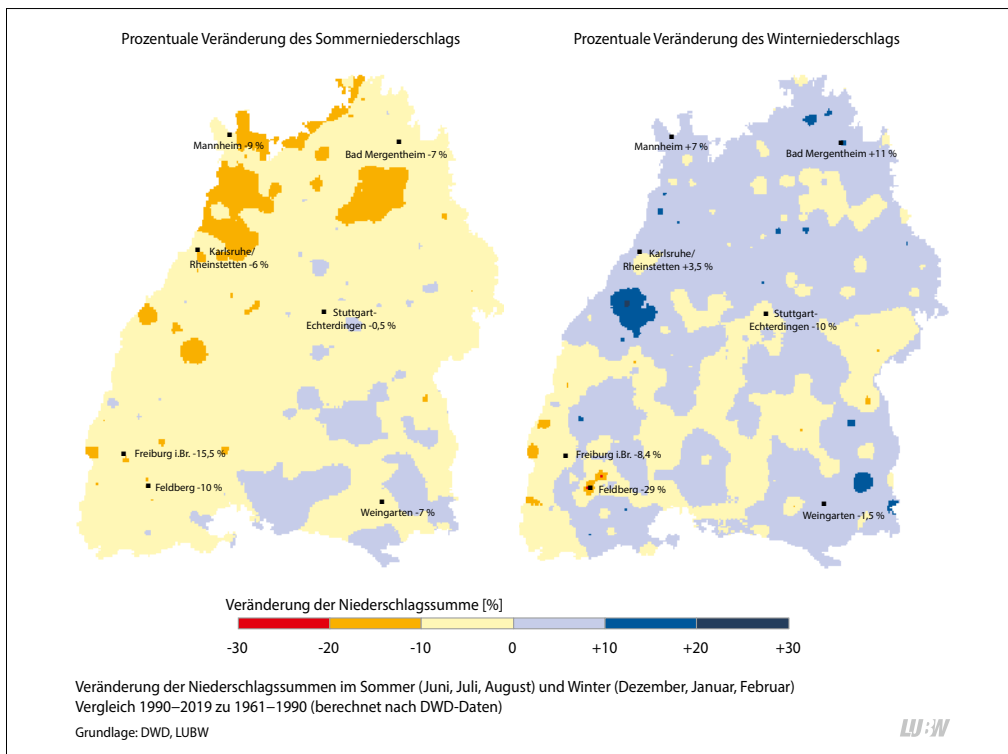 Prozentuale Veränderung des Sommerniederschlags
Mannheim -9 %
Bad Mergentheim -7 %
Karlsruhe/
Rheinstetten -6 %
Stuttgart-
Echterdingen -0,5 %
Freiburg i.Br. -15,5 %
Feldberg -10 %
Weingarten -7 %
Prozentuale Veränderung des Winterniederschlags
Mannheim +7 %
Bad Mergentheim +11 %
Karlsruhe/
Rheinstetten +3,5 %
Stuttgart-
Echterdingen -10 %
Freiburg i.Br. -8,4 %
Feldberg -29 %
Weingarten -1,5 %
Veränderung der Niederschlagssumme [%]
-30 -20 -10 0 +10 +20 +30
Veränderung der Niederschlagssummen im Sommer (Juni, Juli, August) und Winter (Dezember, Januar, Februar)
Vergleich 1990–2019 zu 1961–1990 (berechnet nach DWD-Daten)
Grundlage: DWD, LUBW
LUBW